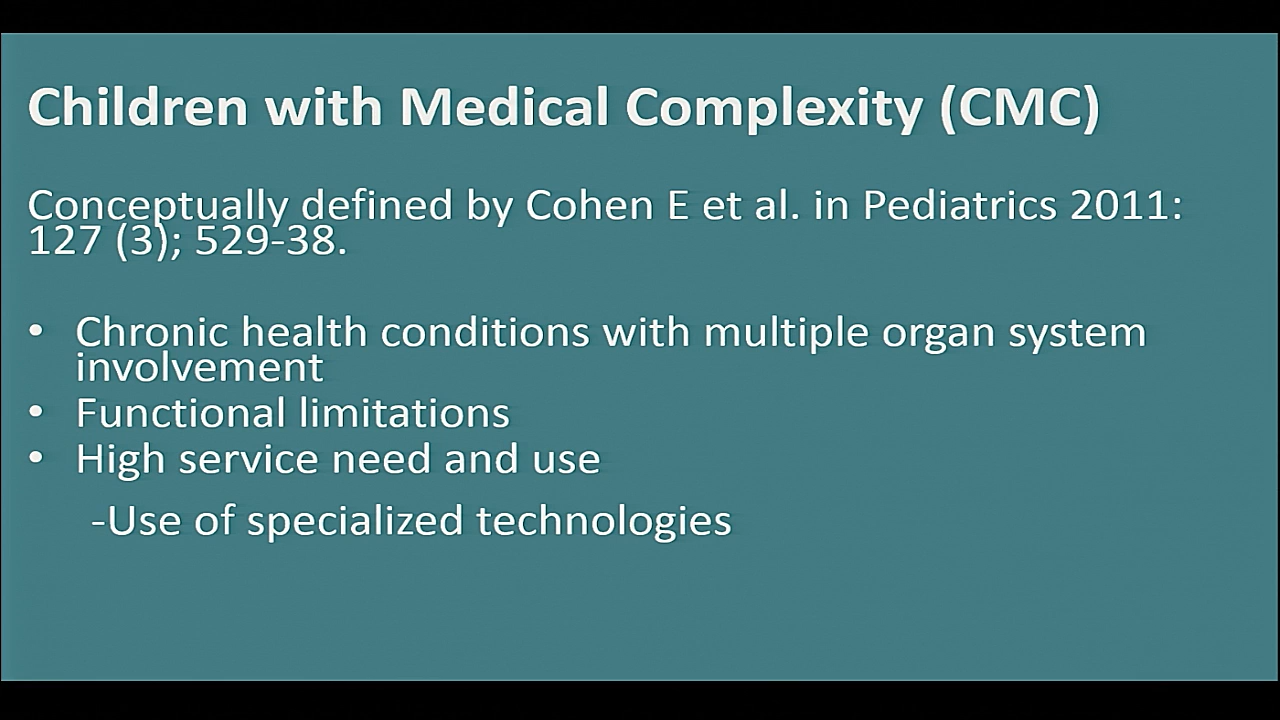 Children with Medical Complexity (CMC)
Conceptually defined by Cohen E et al. in Pediatrics 2011:
127 (3); 529-38.
• Chronic health conditions with multiple organ system
involvement
• Functional limitations
• High service need and use
-Use of specialized technologies